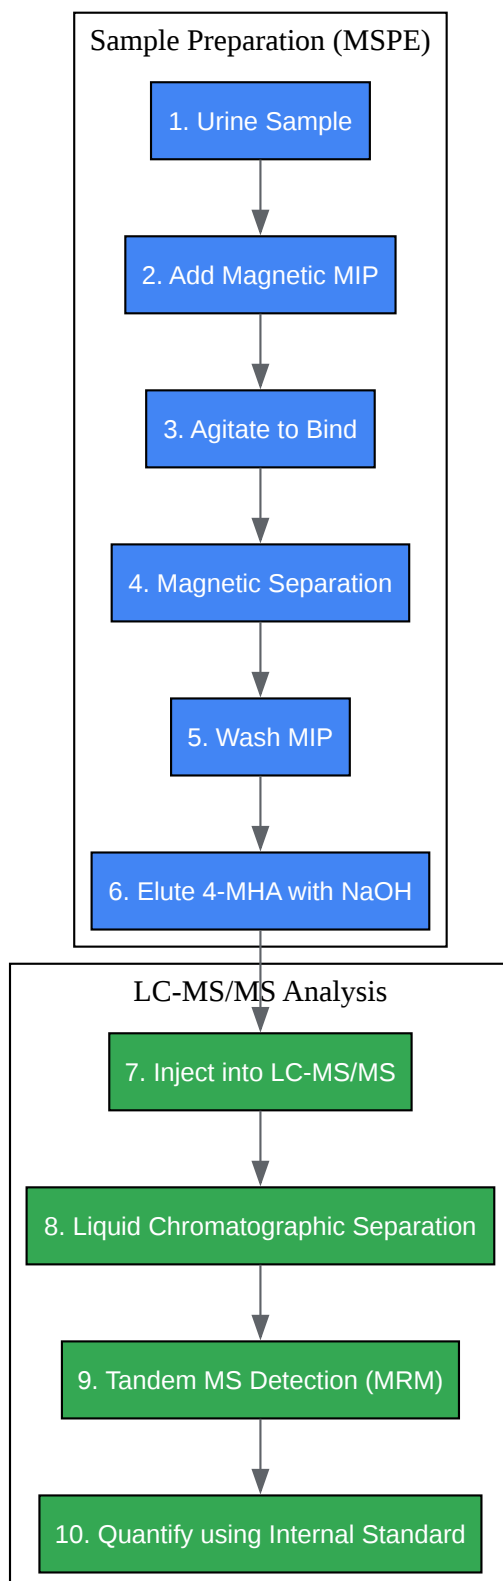 Sample Preparation (MSPE)
1. Urine Sample
2. Add Magnetic MIP
3. Agitate to Bind
4. Magnetic Separation
5. Wash MIP
6. Elute 4-MHA with NaOH
LC-MS/MS Analysis
7. Inject into LC-MS/MS
8. Liquid Chromatographic Separation
9. Tandem MS Detection (MRM)
10. Quantify using Internal Standard